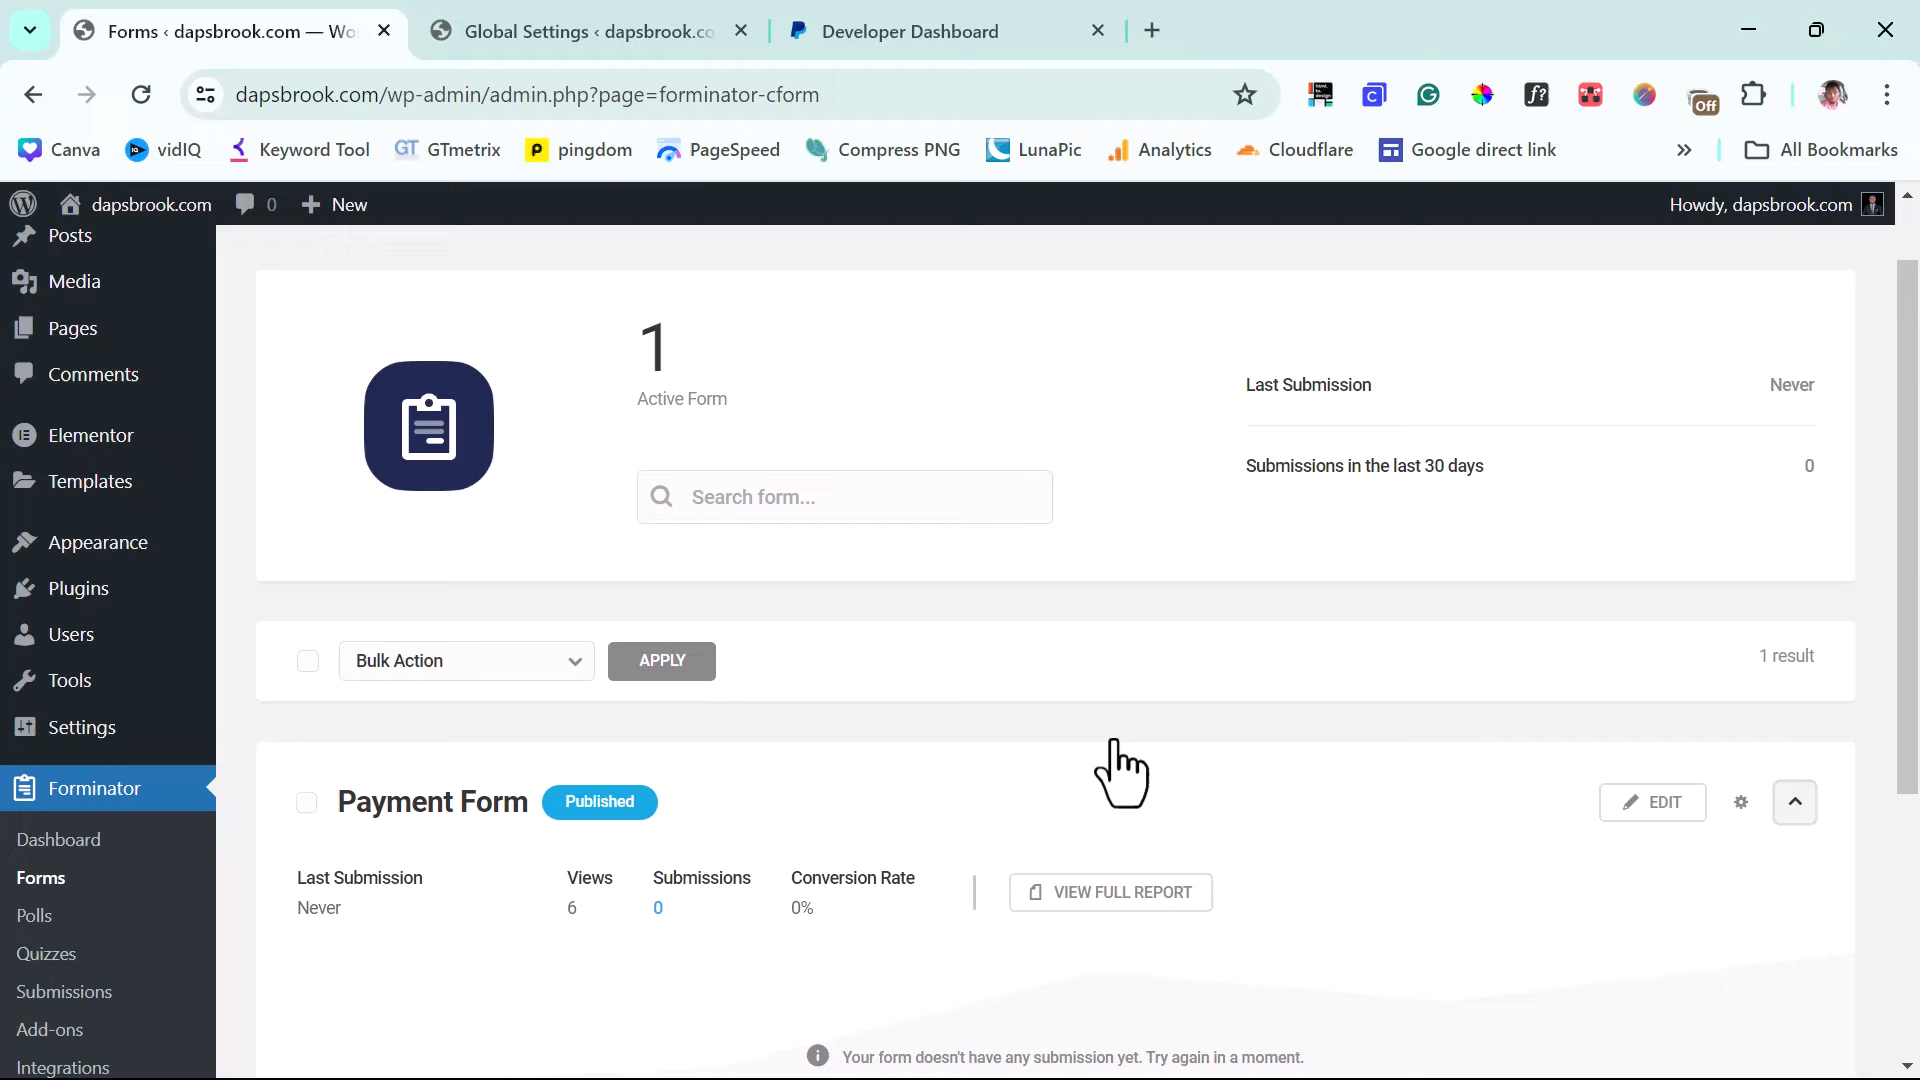 Forms ‹ dapsbrook.com — Wo
Global Settings ‹ dapsbrook.co
Developer Dashboard
dapsbrook.com/wp-admin/admin.php?page=forminator-cform
Off
Canva
vidIQ
Keyword Tool
GT GTmetrix
pingdom
PageSpeed
Compress PNG
LunaPic
Analytics
Cloudflare
Google direct link
All Bookmarks
dapsbrook.com
0
New
Howdy, dapsbrook.com
Posts
Media
Pages
Comments
Elementor
Templates
Appearance
Plugins
Users
Tools
Settings
Forminator
Dashboard
Forms
Polls
Quizzes
Submissions
Add-ons
Integrations
1
Active Form
Search form...
Last Submission Never
Submissions in the last 30 days 0
Bulk Action
APPLY
1 result
Payment Form Published
EDIT
Last Submission Views Submissions Conversion Rate
Never 6 0 0%
VIEW FULL REPORT
Your form doesn't have any submission yet. Try again in a moment.